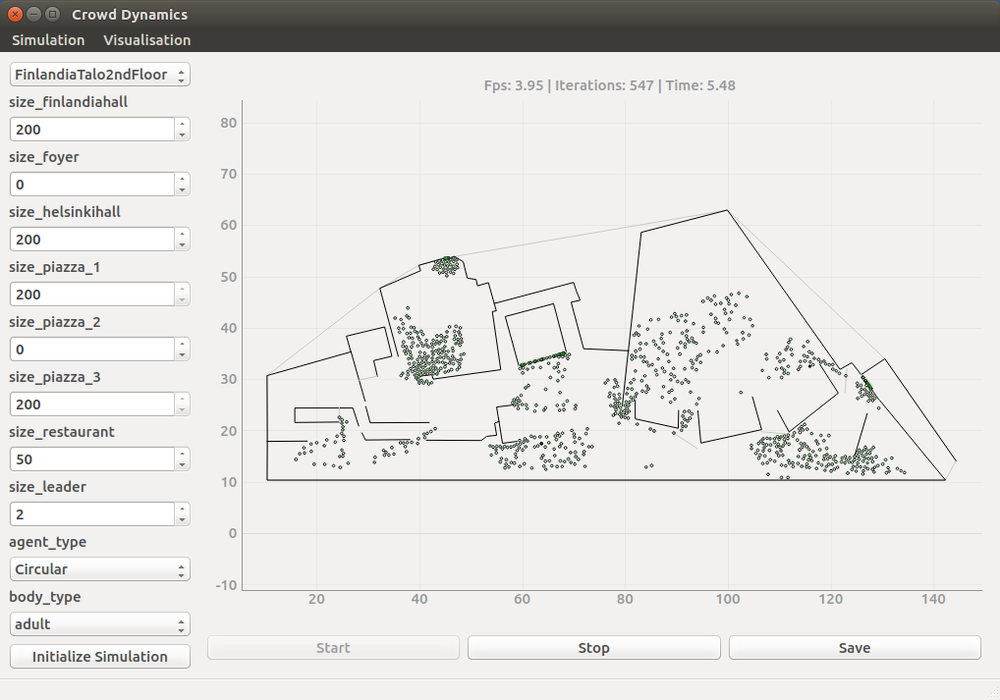 Crowd Dynamics
Simulation Visualisation
FinlandiaTalo2ndFloor
size_finlandiahall
200
size_foyer
0
size_helsinkihall
200
size_piazza_1
200
size_piazza_2
0
size_piazza_3
200
size_restaurant
50
size_leader
2
agent_type
Circular
body_type
adult
Initialize Simulation
Fps: 3.95 | Iterations: 547 | Time: 5.48
80
70
60
50
40
30
20
10
0
-10
20 40 60 80 100 120 140
Start Stop Save